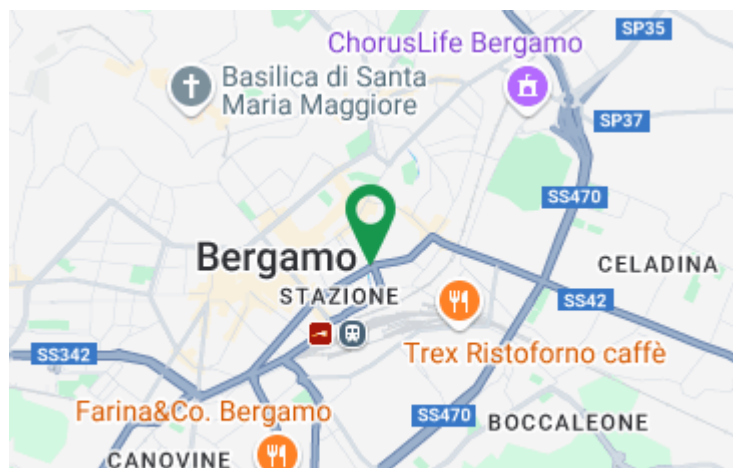 SP35
ChorusLife Bergamo
Basilica di Santa
Maria Maggiore
SP37
SS470
Bergamo
CELADINA
STAZIONE
SS42
SS342
Trex Ristoforno caffè
Farina&Co. Bergamo
SS470
BOCCALEONE
CANOVINE